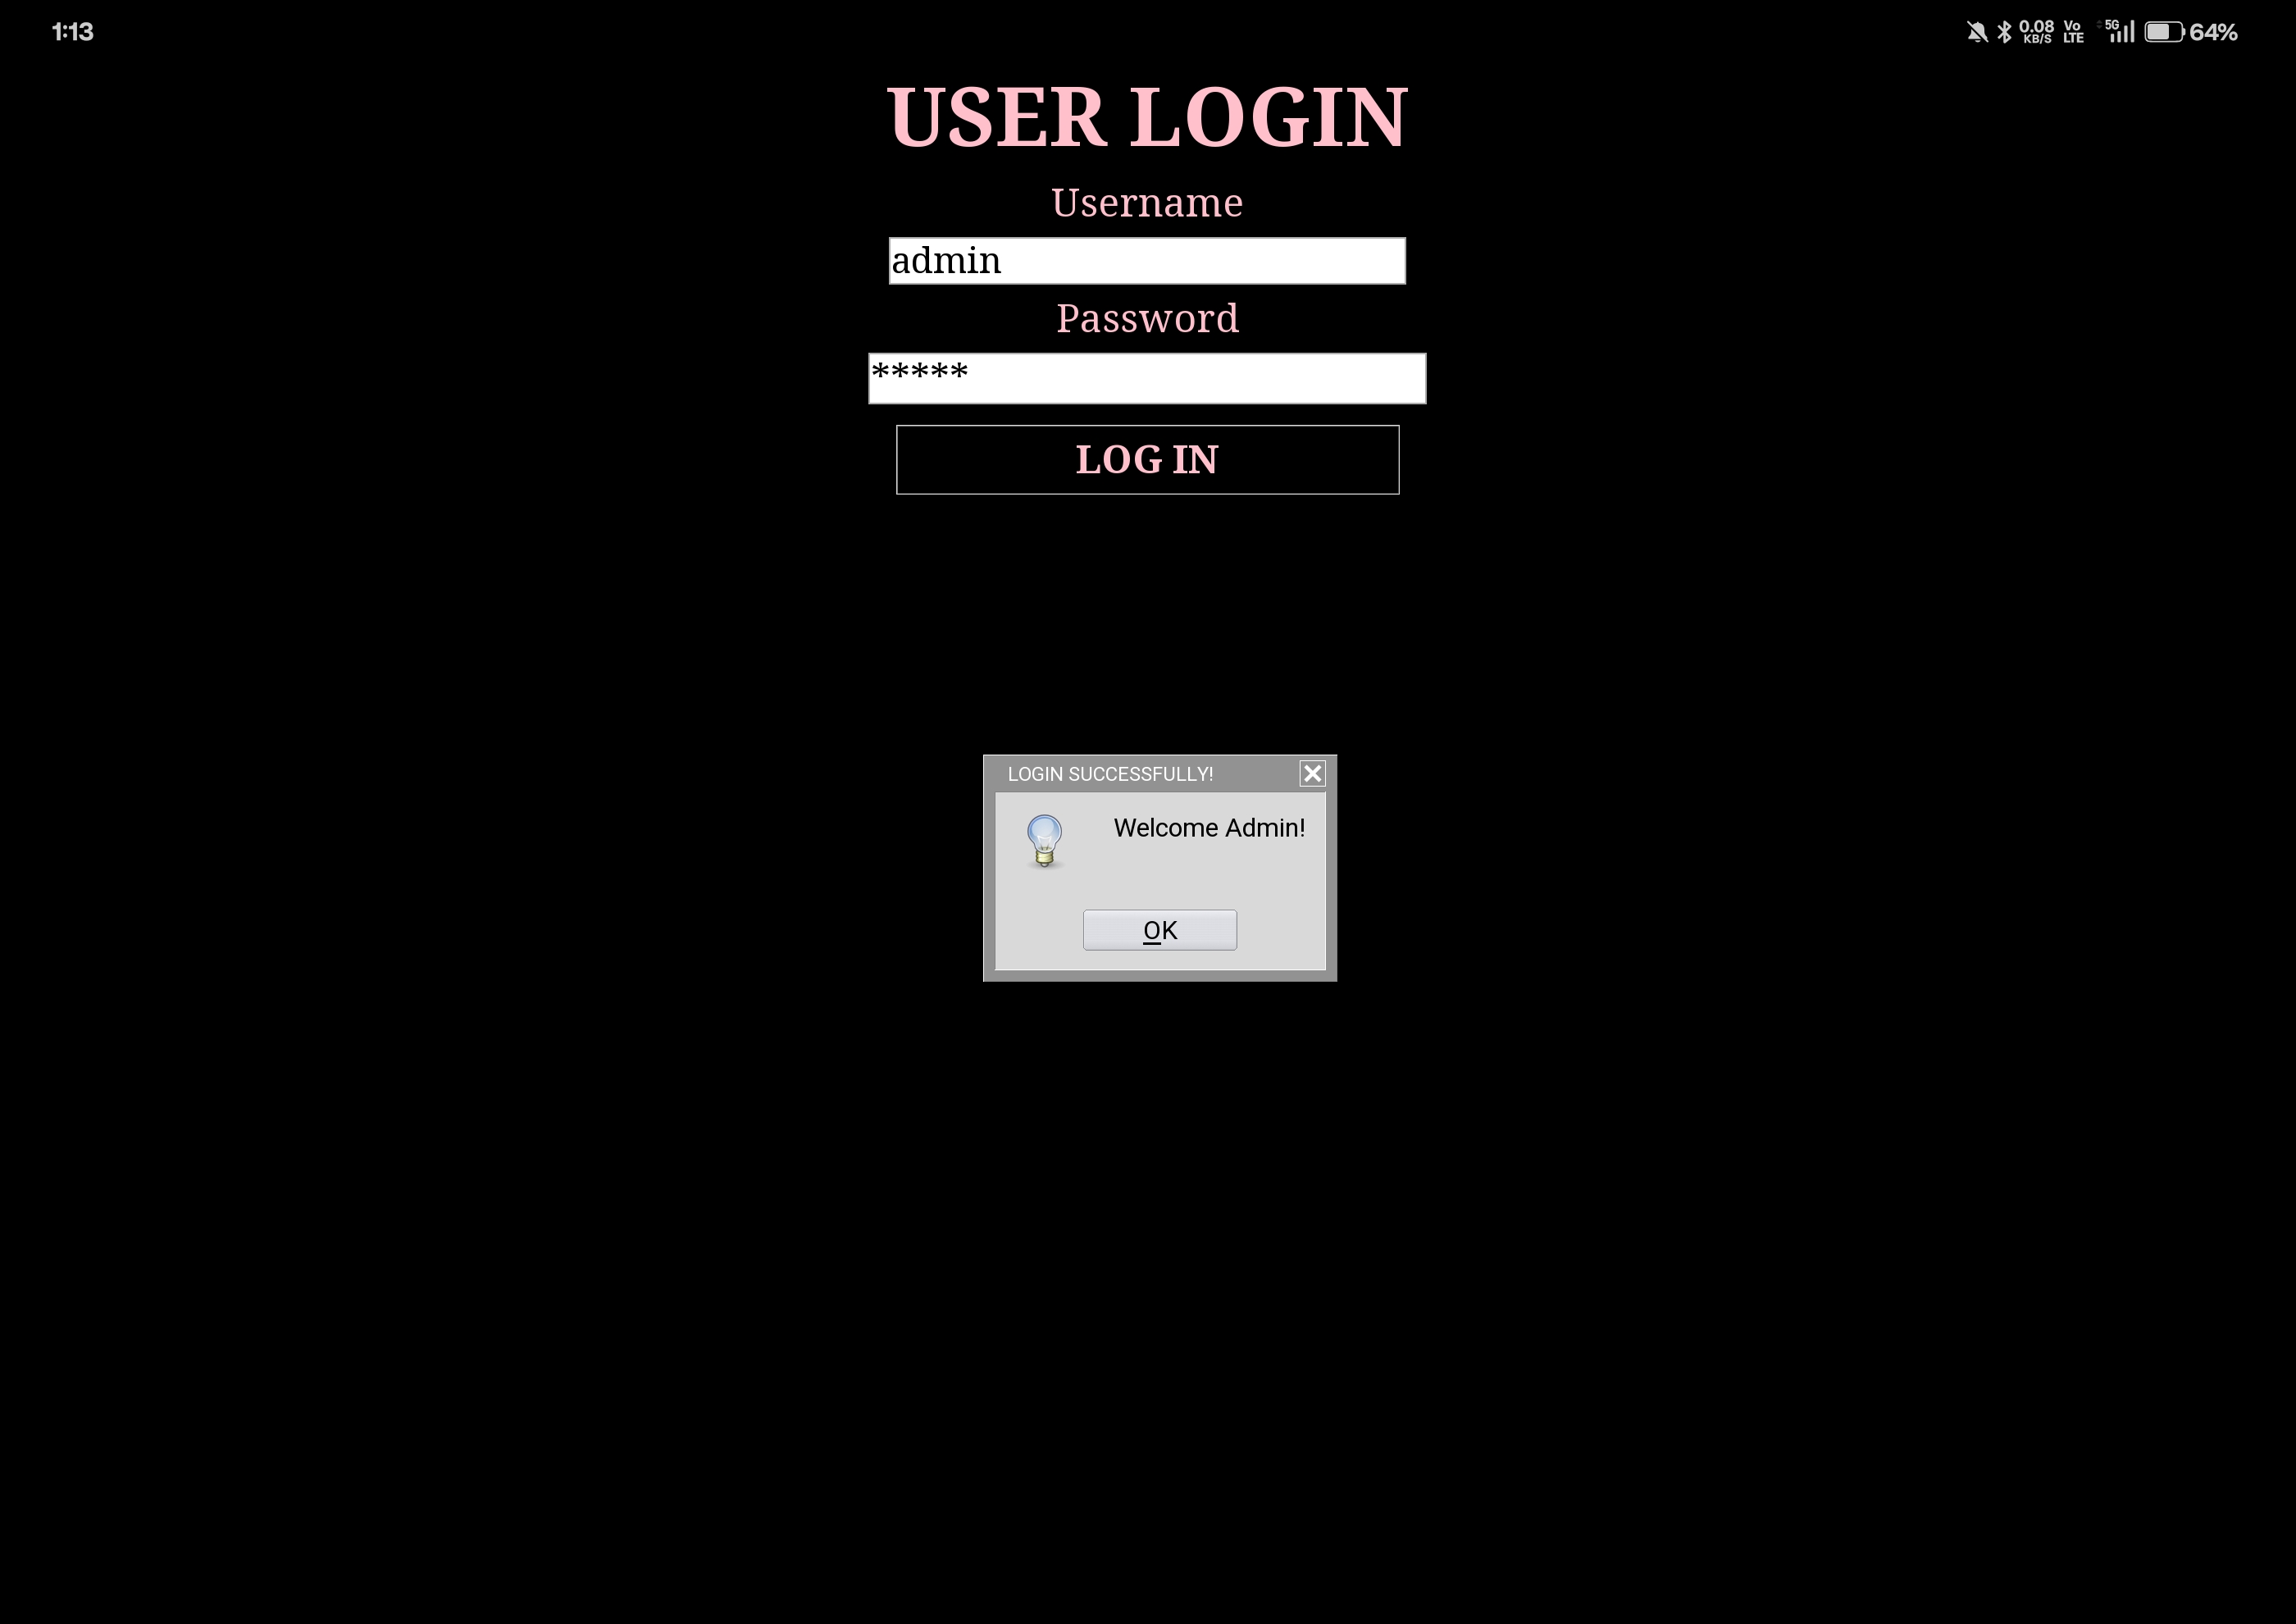 1:13
0.08 KB/S Vo LTE 5G 64%
USER LOGIN
Username
admin
Password
*****
LOG IN
LOGIN SUCCESSFULLY!
Welcome Admin!
OK